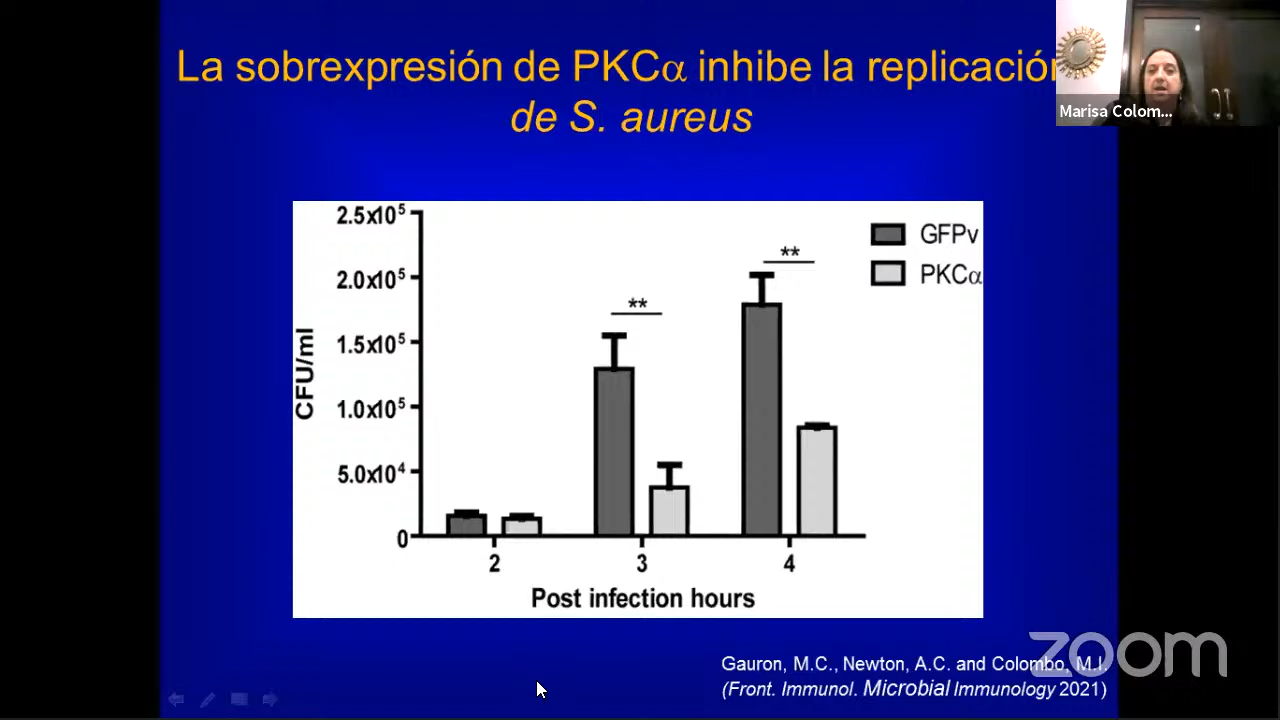 La sobrexpresión de PKCα inhibe la replicación
de S. aureus
Marisa Colom...
2.5x10⁵
2.0x10⁵
1.5x10⁵
1.0x10⁵
5.0x10⁴
0
CFU/ml
GFPv
PKCα
**
**
2 3 4
Post infection hours
zoom
Gauron, M.C., Newton, A.C. and Colombo, M.I.
(Front. Immunol. Microbial Immunology 2021)